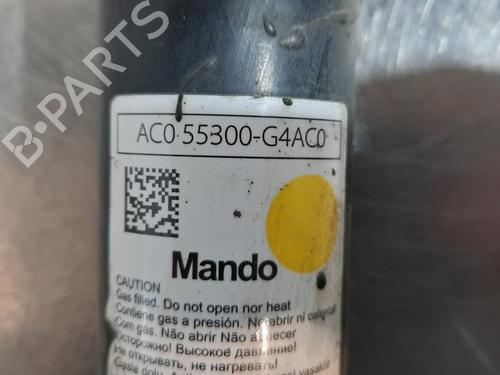 B-PARTS
AC0 55300-G4AC0
Mando
CAUTION
Gas filled. Do not open nor heat
Contiene gas a presión. No abrir ni calentar
Com gás. Não abrir Não aquecer
Осторожно! Высокое давление!
Не открывать, не нагревать!